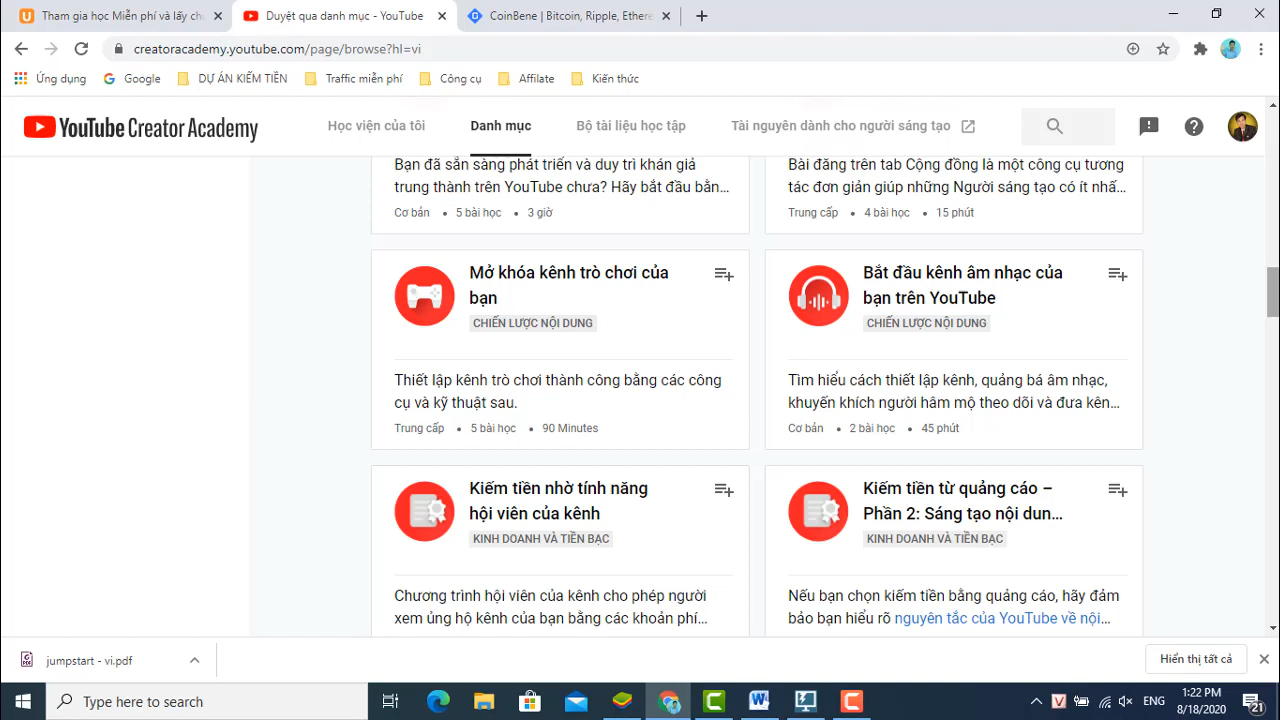 Tham gia học Miễn phí và lấy ch
Duyệt qua danh mục - YouTube
CoinBene | Bitcoin, Ripple, Ethere
creatoracademy.youtube.com/page/browse?hl=vi
Ứng dụng
Google
DỰ ÁN KIẾM TIỀN
Traffic miễn phí
Công cụ
Affilate
Kiến thức
YouTube Creator Academy
Học viện của tôi
Danh mục
Bộ tài liệu học tập
Tài nguyên dành cho người sáng tạo
Bạn đã sẵn sàng phát triển và duy trì khán giả
trung thành trên YouTube chưa? Hãy bắt đầu bằn...
Cơ bản • 5 bài học • 3 giờ
Bài đăng trên tab Cộng đồng là một công cụ tương
tác đơn giản giúp những Người sáng tạo có ít nhấ...
Trung cấp • 4 bài học • 15 phút
Mở khóa kênh trò chơi của
bạn
CHIẾN LƯỢC NỘI DUNG
Thiết lập kênh trò chơi thành công bằng các công
cụ và kỹ thuật sau.
Trung cấp • 5 bài học • 90 Minutes
Bắt đầu kênh âm nhạc của
bạn trên YouTube
CHIẾN LƯỢC NỘI DUNG
Tìm hiểu cách thiết lập kênh, quảng bá âm nhạc,
khuyến khích người hâm mộ theo dõi và đưa kên...
Cơ bản • 2 bài học • 45 phút
Kiếm tiền nhờ tính năng
hội viên của kênh
KINH DOANH VÀ TIỀN BẠC
Chương trình hội viên của kênh cho phép người
xem ủng hộ kênh của bạn bằng các khoản phí...
Kiếm tiền từ quảng cáo –
Phần 2: Sáng tạo nội dun...
KINH DOANH VÀ TIỀN BẠC
Nếu bạn chọn kiếm tiền bằng quảng cáo, hãy đảm
bảo bạn hiểu rõ nguyên tắc của YouTube về nội...
jumpstart - vi.pdf
Hiển thị tất cả
Type here to search
ENG
1:22 PM
8/18/2020
21